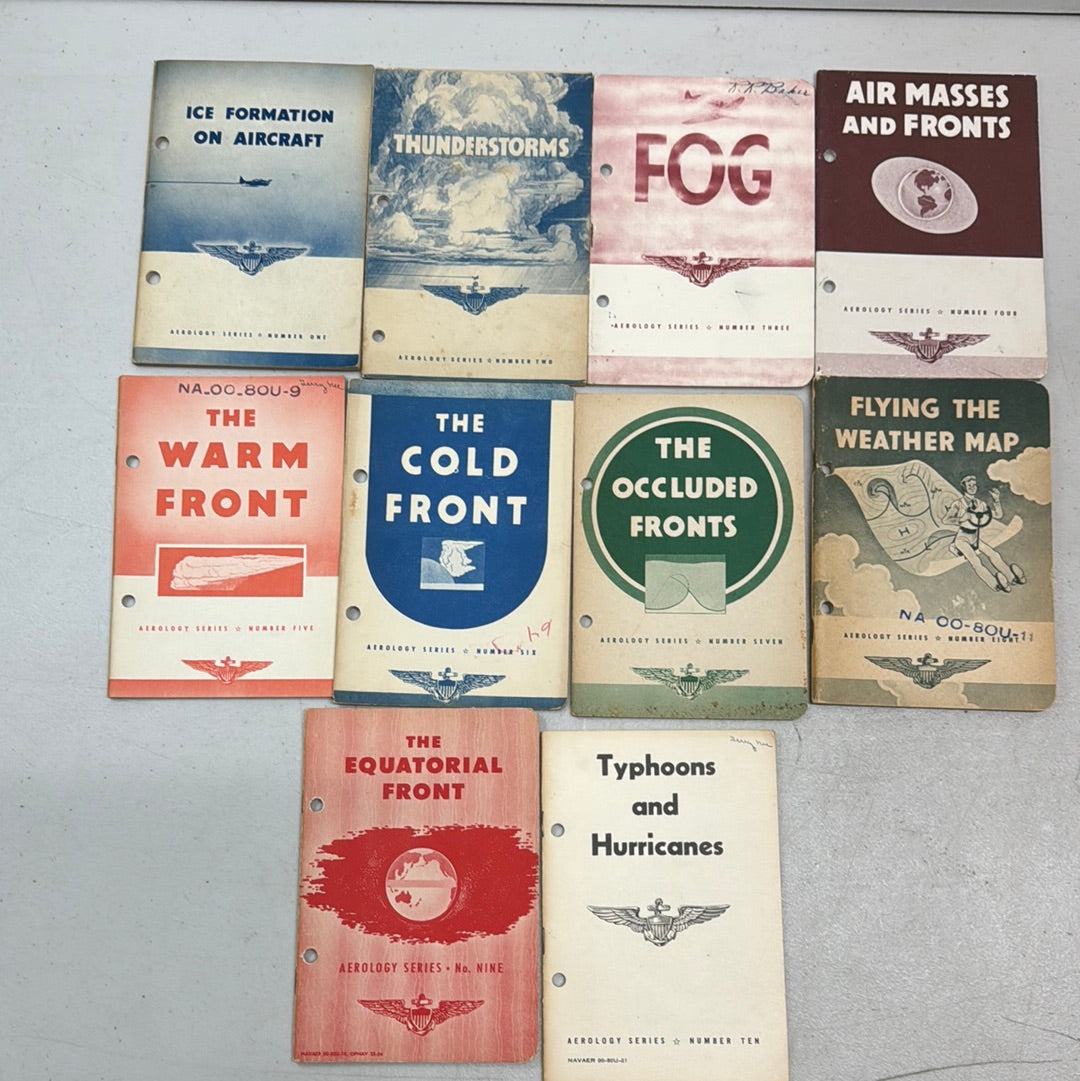 ICE FORMATION
ON AIRCRAFT
AEROLOGY SERIES ☆ NUMBER ONE
THUNDERSTORMS
AEROLOGY SERIES ☆ NUMBER TWO
R. R. Baker
FOG
AEROLOGY SERIES ☆ NUMBER THREE
AIR MASSES
AND FRONTS
AEROLOGY SERIES ☆ NUMBER FOUR
NA-00-80U-9
THE
WARM
FRONT
AEROLOGY SERIES ☆ NUMBER FIVE
THE
COLD
FRONT
AEROLOGY SERIES ☆ NUMBER SIX
THE
OCCLUDED
FRONTS
AEROLOGY SERIES ☆ NUMBER SEVEN
FLYING THE
WEATHER MAP
H
NA 00-80U-11
AEROLOGY SERIES ☆ NUMBER EIGHT
THE
EQUATORIAL
FRONT
AEROLOGY SERIES • No. NINE
Typhoons
and
Hurricanes
AEROLOGY SERIES ☆ NUMBER TEN
NAVAER 00-80U-21